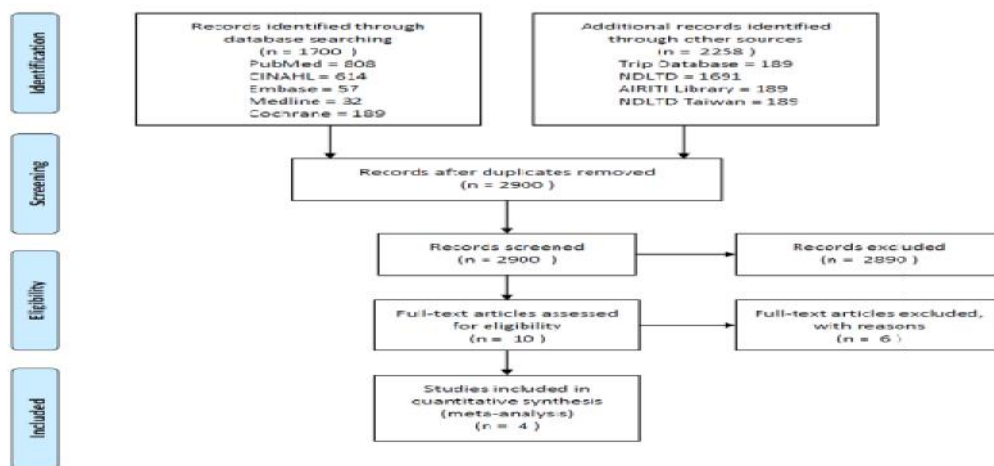 Identification
Records identified through
database searching
(n = 1700 )
PubMed = 808
CINAHL = 614
Embase = 57
Medline = 32
Cochrane = 189
Additional records identified
through other sources
(n = 2258 )
Trip Database = 189
NDLTD = 1691
AIRITI Library = 189
NDLTD Taiwan = 189
Screening
Records after duplicates removed
(n = 2900 )
Records screened
(n = 2900 )
Records excluded
(n = 2890 )
Eligibility
Full-text articles assessed
for eligibility
(n = 10 )
Full-text articles excluded,
with reasons
(n = 6 )
Included
Studies included in
quantitative synthesis
(meta-analysis)
(n = 4 )